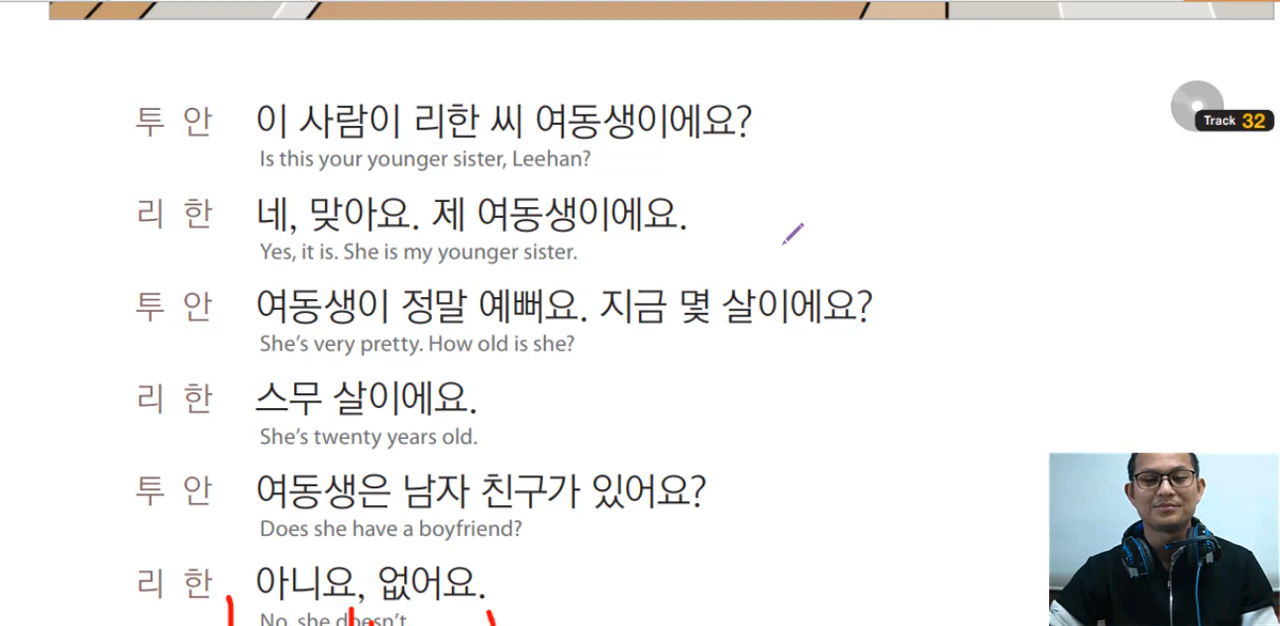 Track 32
투 안 이 사람이 리한 씨 여동생이에요?
Is this your younger sister, Leehan?
리 한 네, 맞아요. 제 여동생이에요.
Yes, it is. She is my younger sister.
투 안 여동생이 정말 예뻐요. 지금 몇 살이에요?
She's very pretty. How old is she?
리 한 스무 살이에요.
She's twenty years old.
투 안 여동생은 남자 친구가 있어요?
Does she have a boyfriend?
리 한 아니요, 없어요.
No, she doesn't.